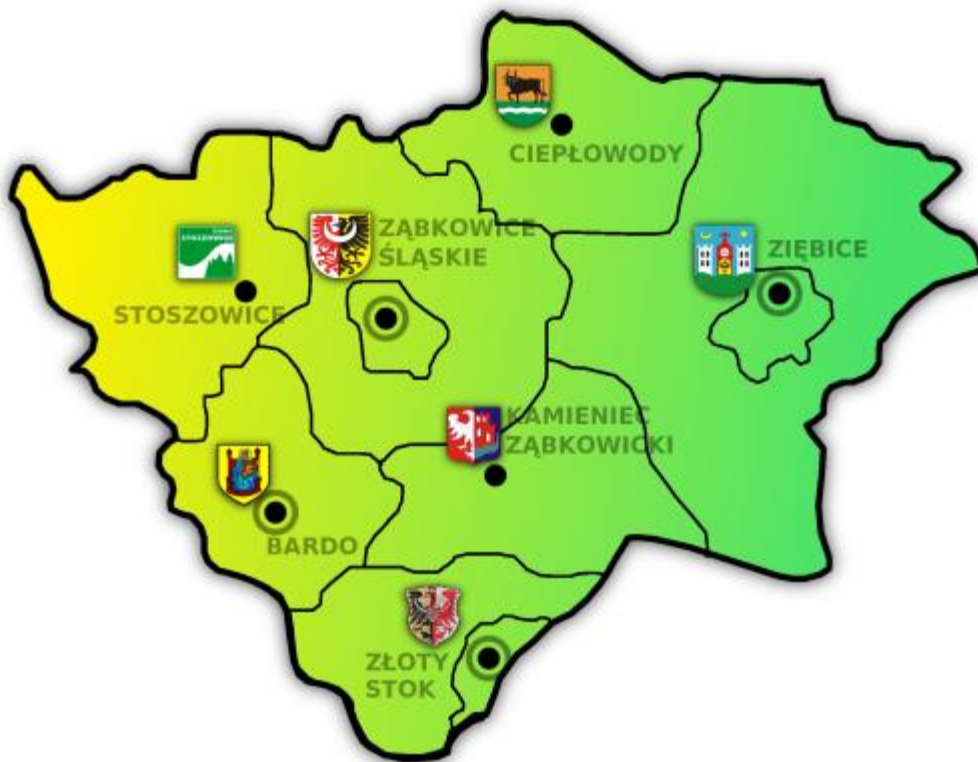 CIEPŁOWODY
ZĄBKOWICE
ŚLĄSKIE
ZIĘBICE
STOSZOWICE
KAMIENIEC
ZĄBKOWICKI
BARDO
ZŁOTY
STOK